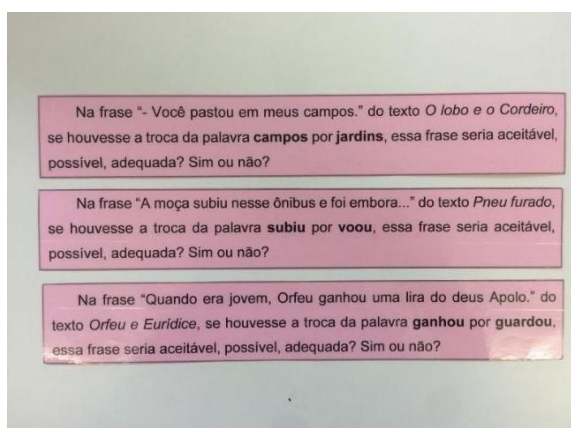 Na frase “- Você pastou em meus campos.” do texto O lobo e o Cordeiro,
se houvesse a troca da palavra campos por jardins, essa frase seria aceitável,
possível, adequada? Sim ou não?
Na frase “A moça subiu nesse ônibus e foi embora...” do texto Pneu furado,
se houvesse a troca da palavra subiu por voou, essa frase seria aceitável,
possível, adequada? Sim ou não?
Na frase “Quando era jovem, Orfeu ganhou uma lira do deus Apolo.” do
texto Orfeu e Eurídice, se houvesse a troca da palavra ganhou por guardou,
essa frase seria aceitável, possível, adequada? Sim ou não?